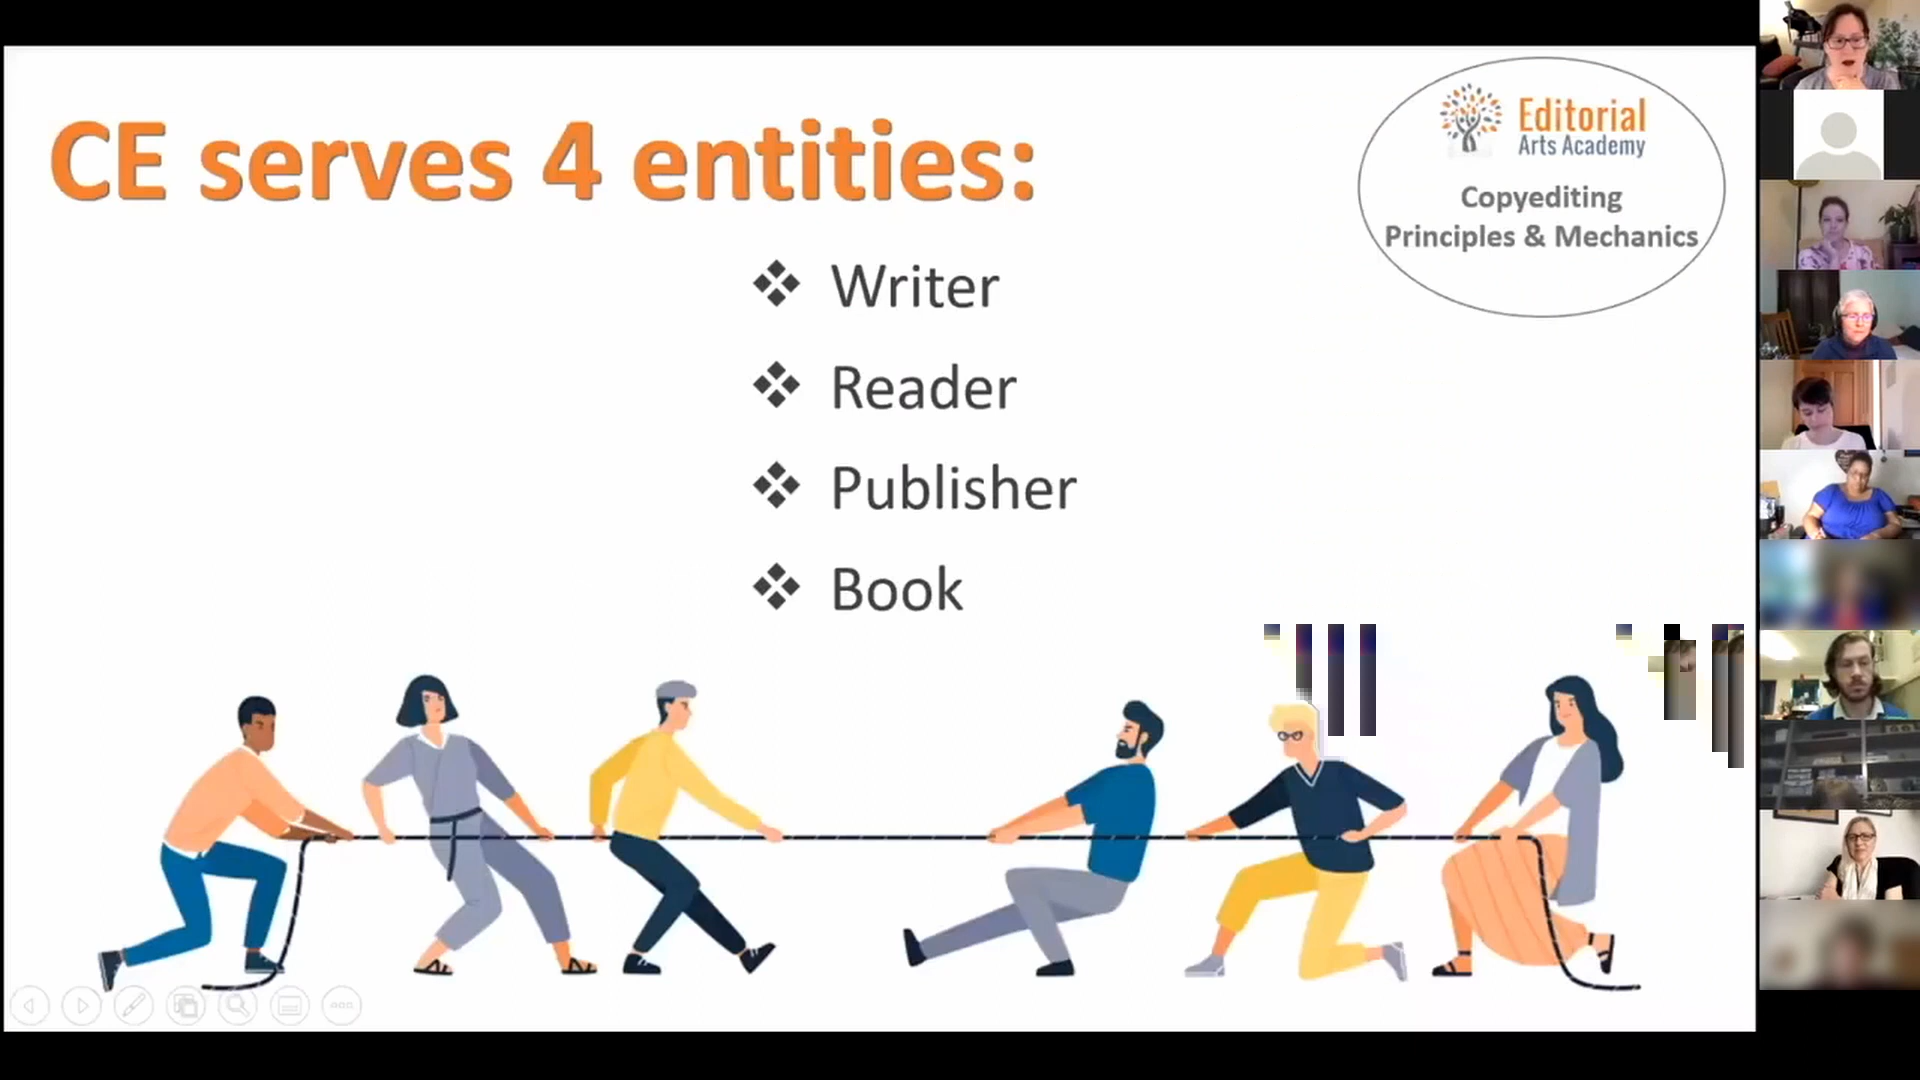 CE serves 4 entities:
Editorial
Arts Academy
Copyediting
Principles & Mechanics
Writer
Reader
Publisher
Book